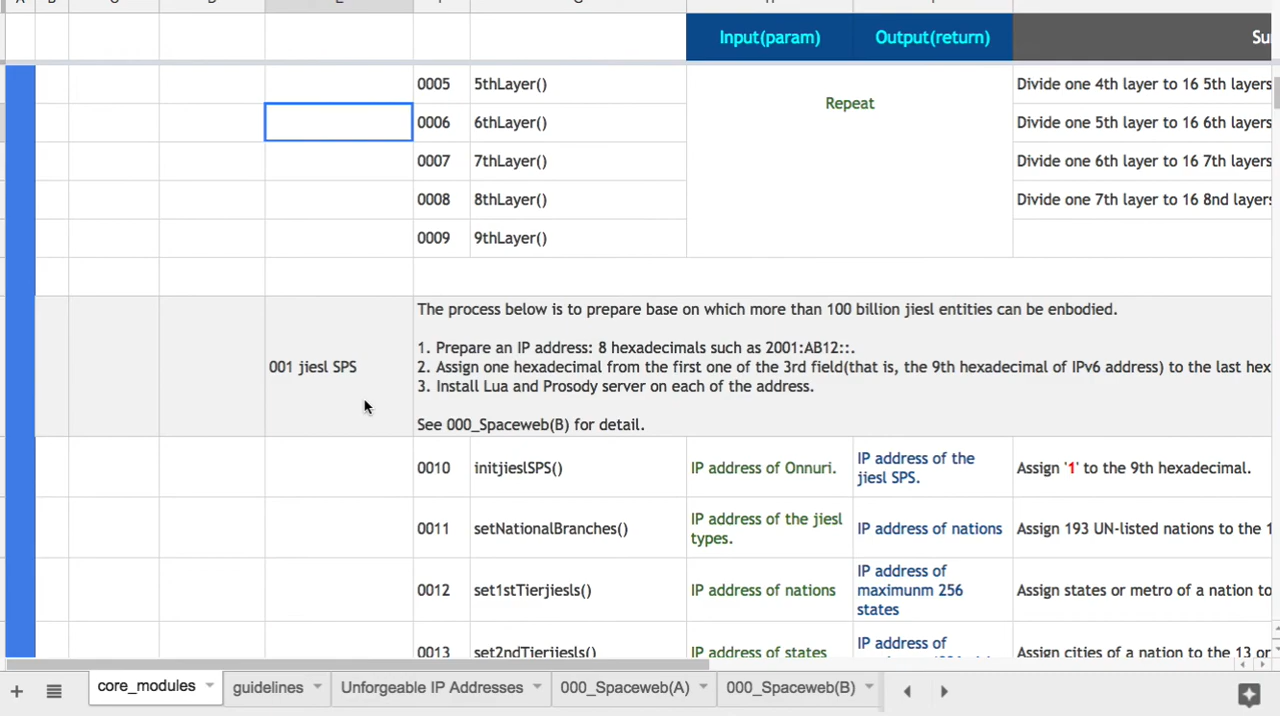 Input(param) Output(return) Su
0005 5thLayer() Divide one 4th layer to 16 5th layers
Repeat
0006 6thLayer() Divide one 5th layer to 16 6th layers
0007 7thLayer() Divide one 6th layer to 16 7th layers
0008 8thLayer() Divide one 7th layer to 16 8nd layers
0009 9thLayer()
The process below is to prepare base on which more than 100 billion jiesl entities can be enbodied.
1. Prepare an IP address: 8 hexadecimals such as 2001:AB12::.
001 jiesl SPS 2. Assign one hexadecimal from the first one of the 3rd field(that is, the 9th hexadecimal of IPv6 address) to the last hex
3. Install Lua and Prosody server on each of the address.
See 000_Spaceweb(B) for detail.
0010 initjieslSPS() IP address of Onnuri. IP address of the
jiesl SPS. Assign '1' to the 9th hexadecimal.
0011 setNationalBranches() IP address of the jiesl
types. IP address of nations Assign 193 UN-listed nations to the 1
0012 set1stTierjiesls() IP address of nations IP address of
maximunm 256
states Assign states or metro of a nation to
0013 set2ndTierjiesls() IP address of states IP address of
Assign cities of a nation to the 13 or
core_modules guidelines Unforgeable IP Addresses 000_Spaceweb(A) 000_Spaceweb(B)